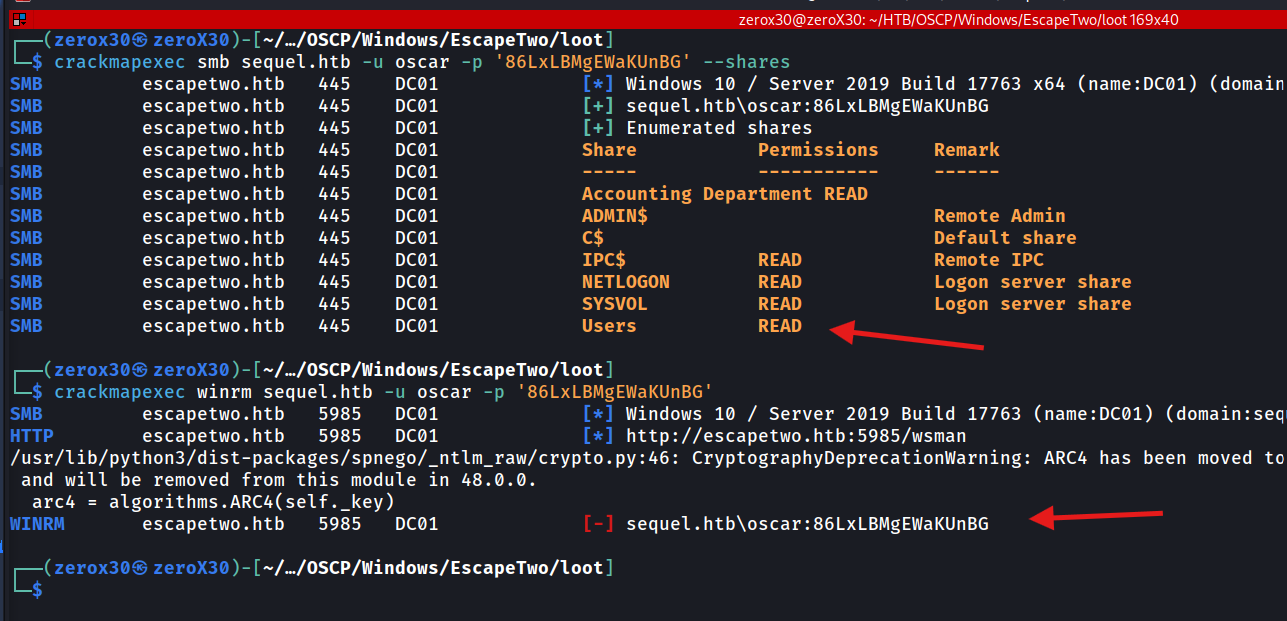 zerox30@zeroX30: ~/HTB/OSCP/Windows/EscapeTwo/loot 169x40
┌──(zerox30㉿zeroX30)-[~/…/OSCP/Windows/EscapeTwo/loot]
└─$ crackmapexec smb sequel.htb -u oscar -p '86LxLBMgEWaKUnBG' --shares
SMB escapetwo.htb 445 DC01 [*] Windows 10 / Server 2019 Build 17763 x64 (name:DC01) (domain
SMB escapetwo.htb 445 DC01 [+] sequel.htb\oscar:86LxLBMgEWaKUnBG
SMB escapetwo.htb 445 DC01 [+] Enumerated shares
SMB escapetwo.htb 445 DC01 Share Permissions Remark
SMB escapetwo.htb 445 DC01 ----- ----------- ------
SMB escapetwo.htb 445 DC01 Accounting Department READ
SMB escapetwo.htb 445 DC01 ADMIN$ Remote Admin
SMB escapetwo.htb 445 DC01 C$ Default share
SMB escapetwo.htb 445 DC01 IPC$ READ Remote IPC
SMB escapetwo.htb 445 DC01 NETLOGON READ Logon server share
SMB escapetwo.htb 445 DC01 SYSVOL READ Logon server share
SMB escapetwo.htb 445 DC01 Users READ
┌──(zerox30㉿zeroX30)-[~/…/OSCP/Windows/EscapeTwo/loot]
└─$ crackmapexec winrm sequel.htb -u oscar -p '86LxLBMgEWaKUnBG'
SMB escapetwo.htb 5985 DC01 [*] Windows 10 / Server 2019 Build 17763 (name:DC01) (domain:seq
HTTP escapetwo.htb 5985 DC01 [*] http://escapetwo.htb:5985/wsman
/usr/lib/python3/dist-packages/spnego/_ntlm_raw/crypto.py:46: CryptographyDeprecationWarning: ARC4 has been moved to
 and will be removed from this module in 48.0.0.
  arc4 = algorithms.ARC4(self._key)
WINRM escapetwo.htb 5985 DC01 [-] sequel.htb\oscar:86LxLBMgEWaKUnBG
┌──(zerox30㉿zeroX30)-[~/…/OSCP/Windows/EscapeTwo/loot]
└─$